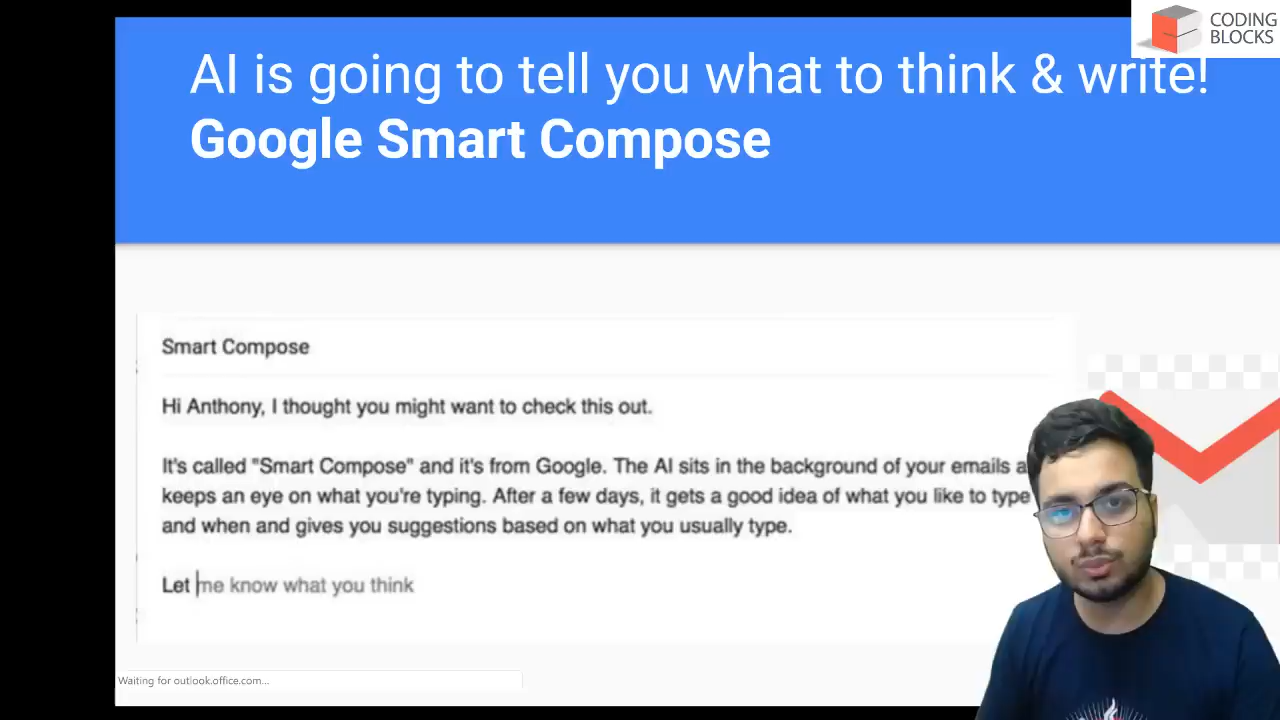 CODING
BLOCKS
AI is going to tell you what to think & write!
Google Smart Compose
Smart Compose
Hi Anthony, I thought you might want to check this out.
It's called "Smart Compose" and it's from Google. The AI sits in the background of your emails a
keeps an eye on what you're typing. After a few days, it gets a good idea of what you like to type
and when and gives you suggestions based on what you usually type.
Let me know what you think
Waiting for outlook.office.com...